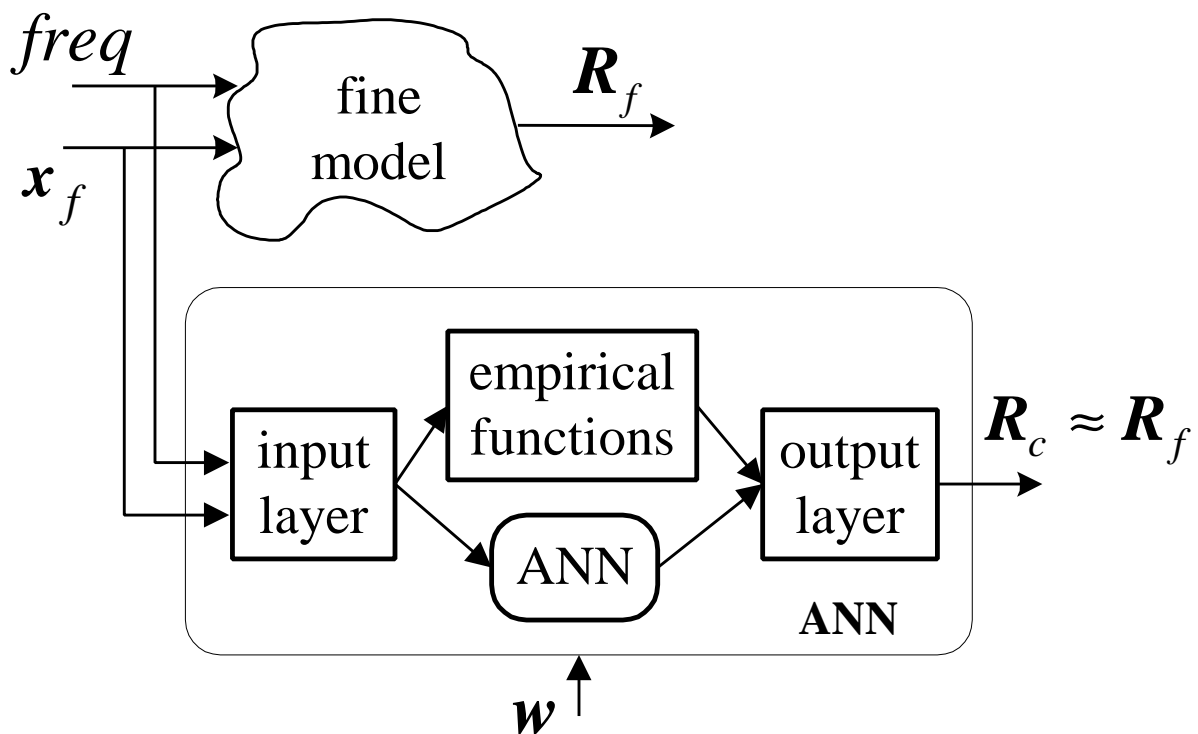 freq
x_f
fine
model
R_f
input
layer
empirical
functions
ANN
output
layer
R_c ≈ R_f
ANN
w